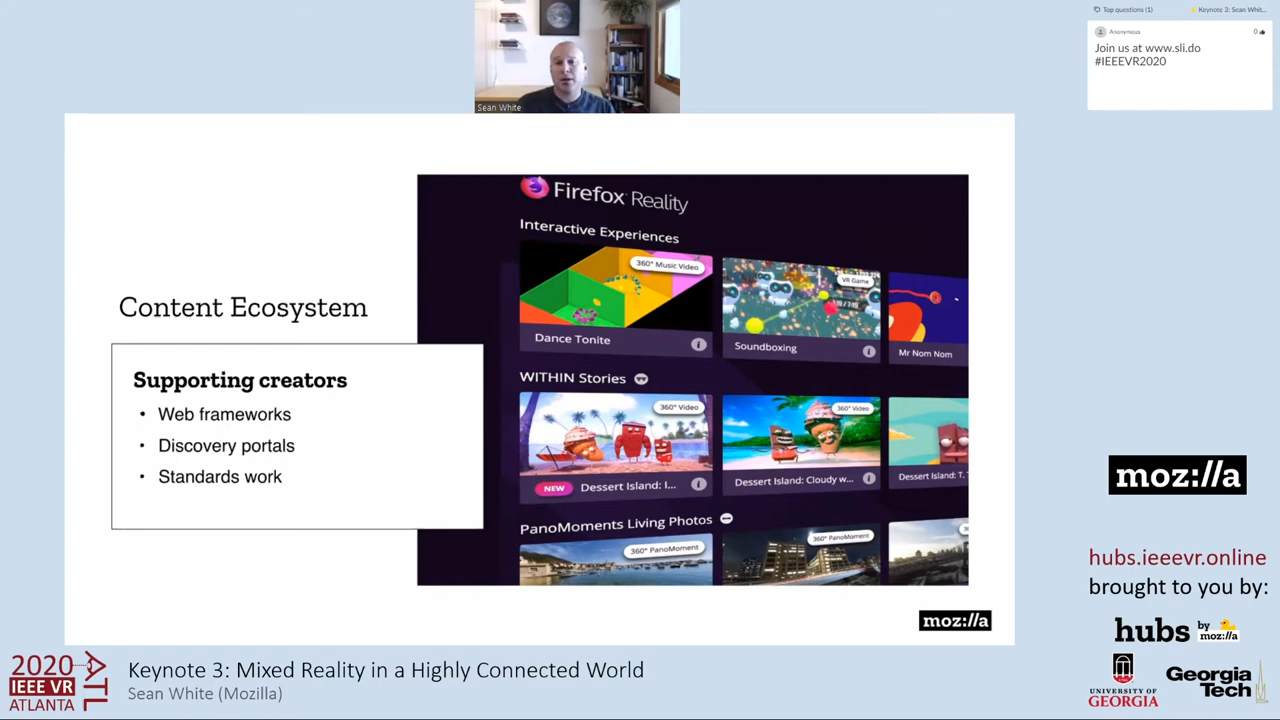 Sean White
Top questions (1)
Keynote 3: Sean Whit...
Anonymous
0
Join us at www.sli.do
#IEEEVR2020
Content Ecosystem
Supporting creators
• Web frameworks
• Discovery portals
• Standards work
Firefox Reality
Interactive Experiences
360° Music Video
VR Game
Dance Tonite
Soundboxing
Mr Nom Nom
WITHIN Stories
360° Video
360° Video
NEW
Dessert Island: I...
Dessert Island: Cloudy w...
Dessert Island: T.
PanoMoments Living Photos
360° PanoMoment
360° PanoMoment
moz://a
moz://a
hubs.ieeevr.online
brought to you by:
hubs by moz://a
UNIVERSITY OF
GEORGIA
Georgia
Tech
2020
IEEE VR
ATLANTA
ATL
Keynote 3: Mixed Reality in a Highly Connected World
Sean White (Mozilla)